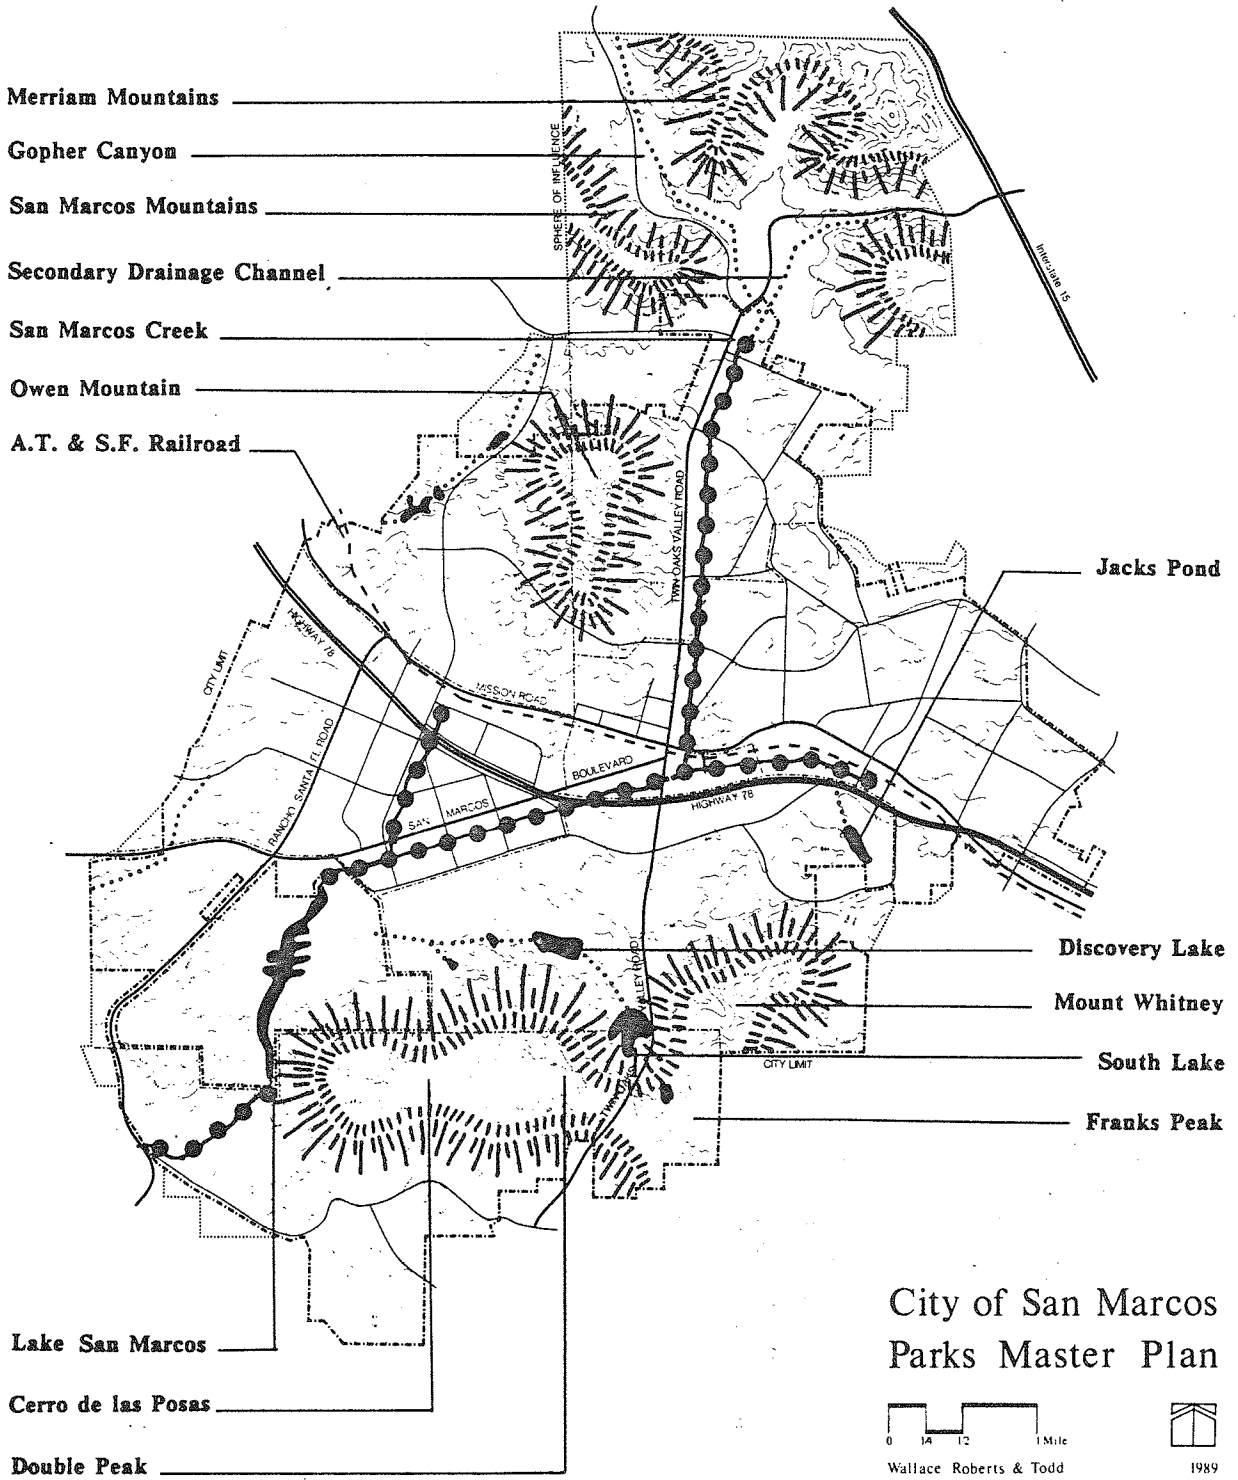 Merriam Mountains
Gopher Canyon
SPHERE OF INFLUENCE
San Marcos Mountains
Interstate 15
Secondary Drainage Channel
San Marcos Creek
Owen Mountain
A.T. & S.F. Railroad
TWIN OAKS VALLEY ROAD
Jacks Pond
HIGHWAY 78
CITY LIMIT
MISSION ROAD
RANCHO SANTA FE ROAD
BOULEVARD
SAN MARCOS
HIGHWAY 78
Discovery Lake
VALLEY ROAD
Mount Whitney
South Lake
CITY LIMIT
TWIN OAKS
Franks Peak
City of San Marcos
Parks Master Plan
Lake San Marcos
Cerro de las Posas
0 1/4 1/2 1 Mile
Double Peak
Wallace Roberts & Todd 1989